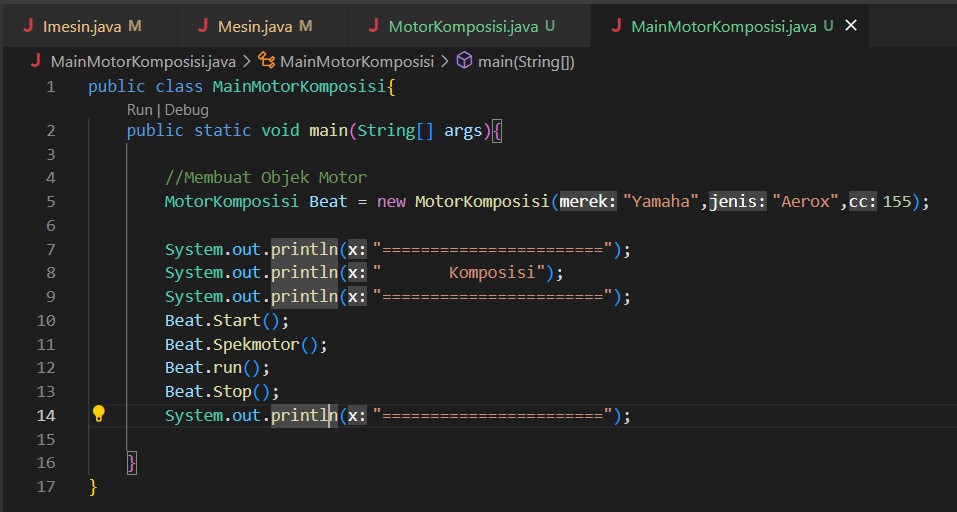 J Imesin.java M J Mesin.java M J MotorKomposisi.java U J MainMotorKomposisi.java U ×
J MainMotorKomposisi.java > MainMotorKomposisi > main(String[])
1 public class MainMotorKomposisi{
Run | Debug
2 public static void main(String[] args){
3
4 //Membuat Objek Motor
5 MotorKomposisi Beat = new MotorKomposisi(merek: "Yamaha",jenis: "Aerox",cc: 155);
6
7 System.out.println(x: "=======================");
8 System.out.println(x: "       Komposisi");
9 System.out.println(x: "=======================");
10 Beat.Start();
11 Beat.Spekmotor();
12 Beat.run();
13 Beat.Stop();
14 System.out.println(x: "=======================");
15
16 }
17 }